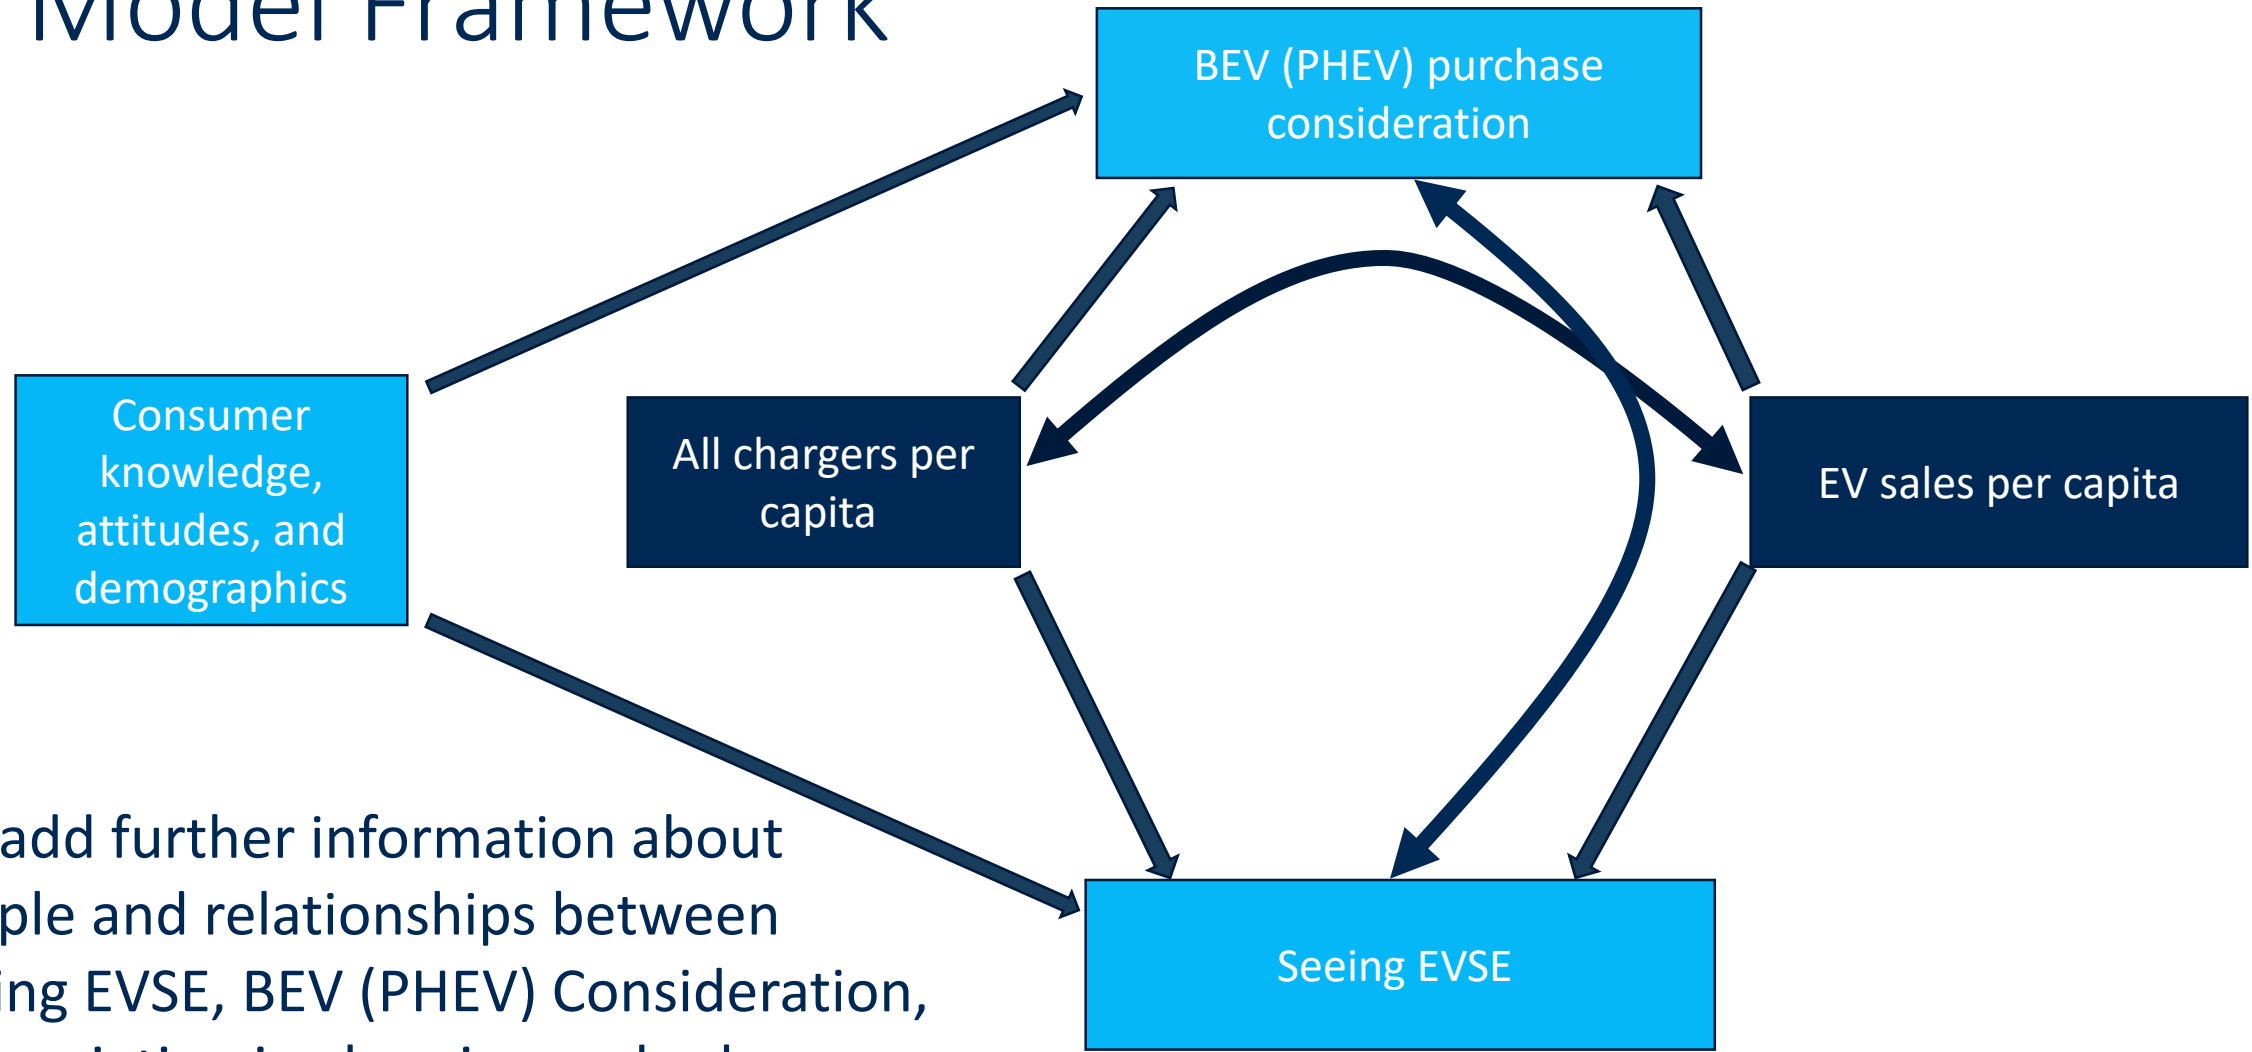 Model Framework
BEV (PHEV) purchase
consideration
Consumer
knowledge,
attitudes, and
demographics
All chargers per
capita
EV sales per capita
add further information about
ple and relationships between
ing EVSE, BEV (PHEV) Consideration,
Seeing EVSE